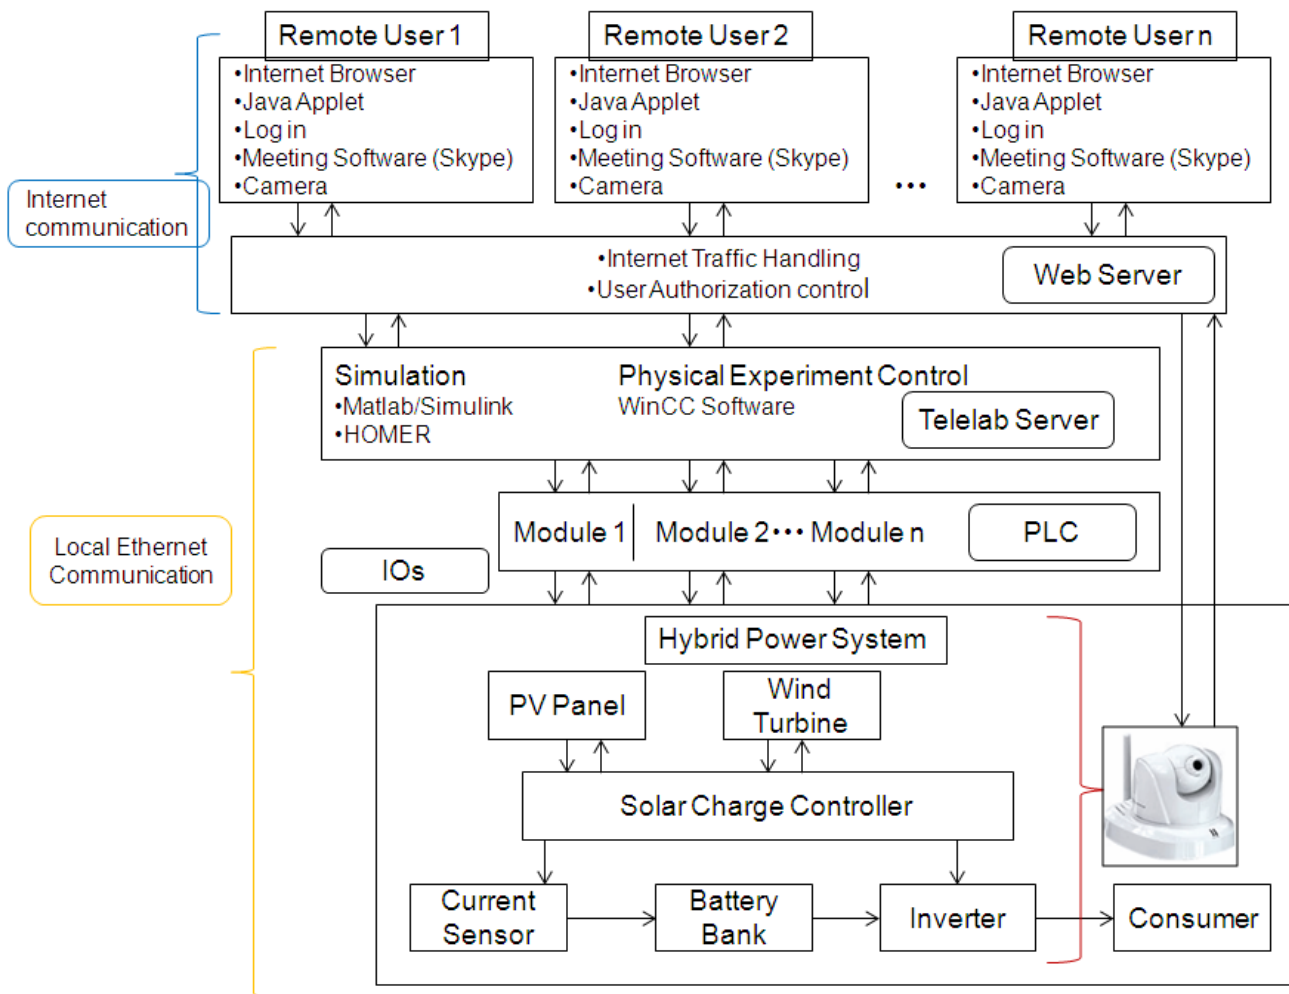 Remote User 1
Remote User 2
Remote User n
•Internet Browser
•Java Applet
•Log in
•Meeting Software (Skype)
•Camera
•Internet Browser
•Java Applet
•Log in
•Meeting Software (Skype)
•Camera
•••
•Internet Browser
•Java Applet
•Log in
•Meeting Software (Skype)
•Camera
Internet
communication
•Internet Traffic Handling
•User Authorization control
Web Server
Simulation
•Matlab/Simulink
•HOMER
Physical Experiment Control
WinCC Software
Telelab Server
Module 1
Module 2••• Module n
PLC
Local Ethernet
Communication
IOs
Hybrid Power System
PV Panel
Wind
Turbine
Solar Charge Controller
Current
Sensor
Battery
Bank
Inverter
Consumer